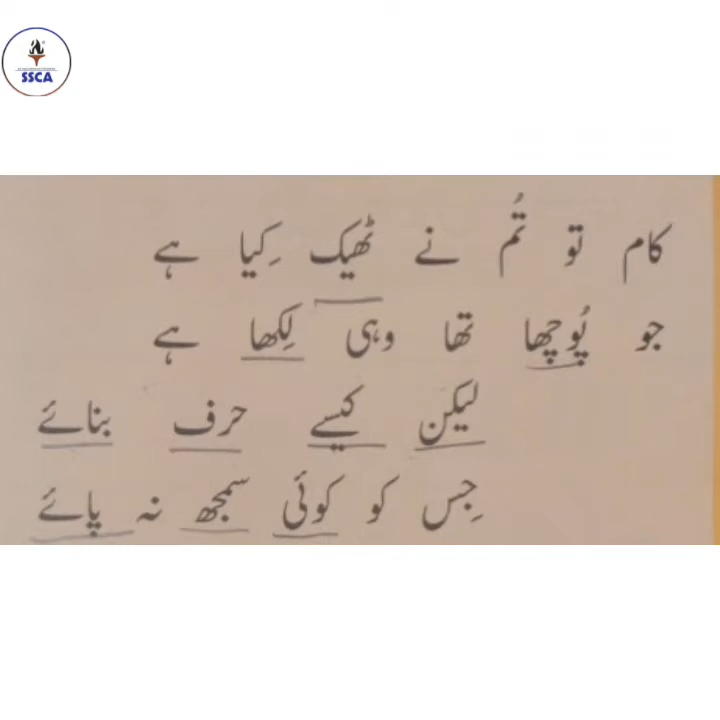 SSCA
کام تو تُم نے ٹھیک کِیا ہے
جو پُوچھا تھا وہی لِکھا ہے
لیکن کیسے حرف بنائے
جِس کو کوئی سمجھ نہ پائے